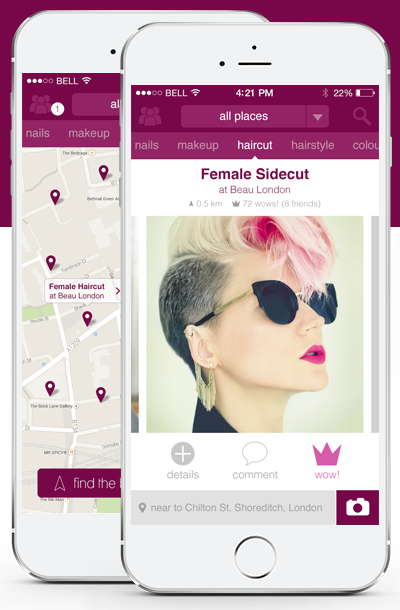 BELL
1
all
nails makeup
The Birdcage
Bethnal Green
Female Haircut
at Beau London
A1209
The Brick Lane Gallery
find the
BELL 4:21 PM 22%
all places
nails makeup haircut hairstyle colou
Female Sidecut
at Beau London
0.5 km 72 wows! (8 friends)
details comment wow!
near to Chilton St, Shoreditch, London